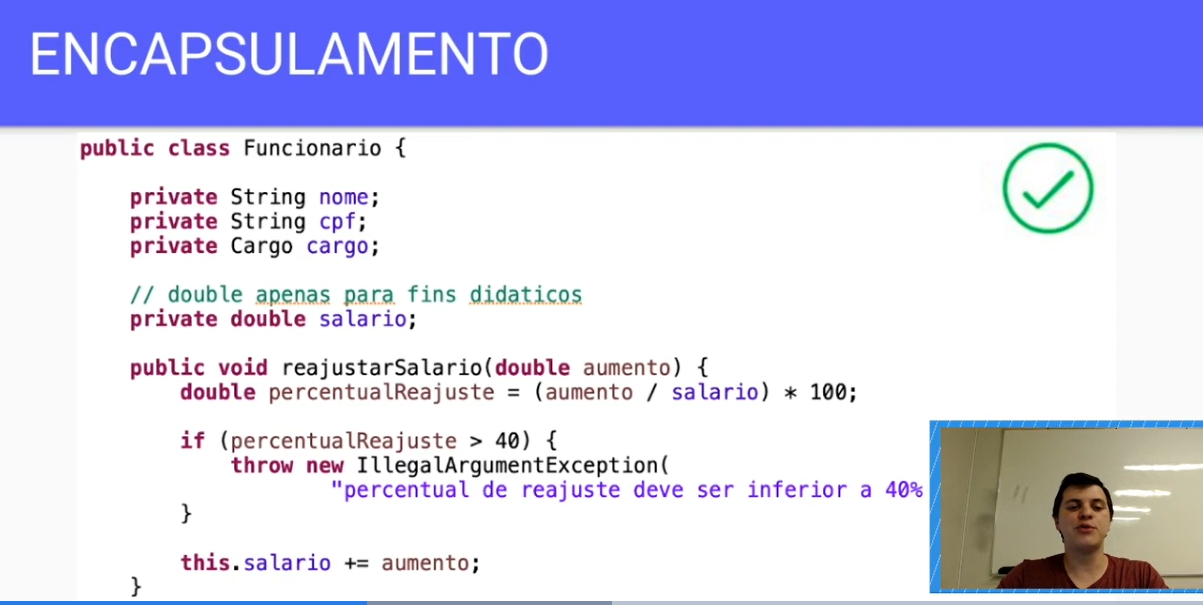 ENCAPSULAMENTO
public class Funcionario {
private String nome;
private String cpf;
private Cargo cargo;
// double apenas para fins didaticos
private double salario;
public void reajustarSalario(double aumento) {
double percentualReajuste = (aumento / salario) * 100;
if (percentualReajuste > 40) {
throw new IllegalArgumentException(
"percentual de reajuste deve ser inferior a 40%
}
this.salario += aumento;
}